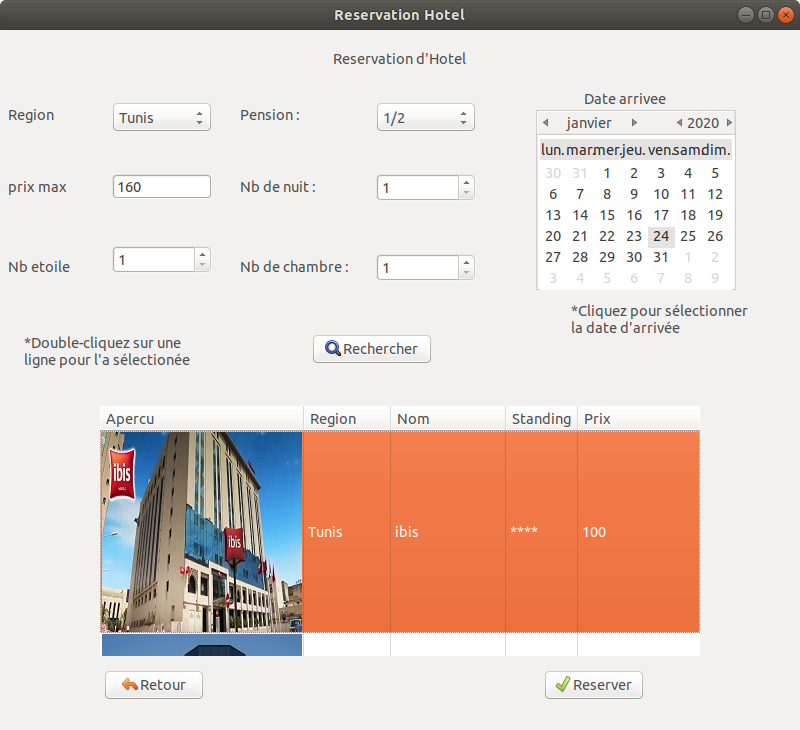 Reservation Hotel
Reservation d'Hotel
Region
Tunis
Pension :
1/2
prix max
160
Nb de nuit :
1
Nb etoile
1
Nb de chambre :
1
Date arrivee
janvier 2020
lun. mar mer. jeu. ven. sam. dim.
30 31 1 2 3 4 5
6 7 8 9 10 11 12
13 14 15 16 17 18 19
20 21 22 23 24 25 26
27 28 29 30 31 1 2
3 4 5 6 7 8 9
*Cliquez pour sélectionner
la date d'arrivée
*Double-cliquez sur une
ligne pour l'a sélectionée
Rechercher
Apercu Region Nom Standing Prix
ibis
HOTEL
ibis
Tunis ibis **** 100
Retour
Reserver